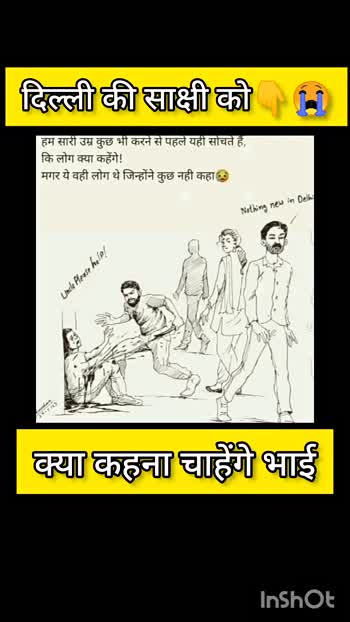 दिल्ली की साक्षी को👇😭
हम सारी उम्र कुछ भी करने से पहले यही सोचते हैं,
कि लोग क्या कहेंगे!
मगर ये वही लोग थे जिन्होंने कुछ नही कहा😥
Nothing new in Delhi
Uncle Please help!
क्या कहना चाहेंगे भाई
InShOt